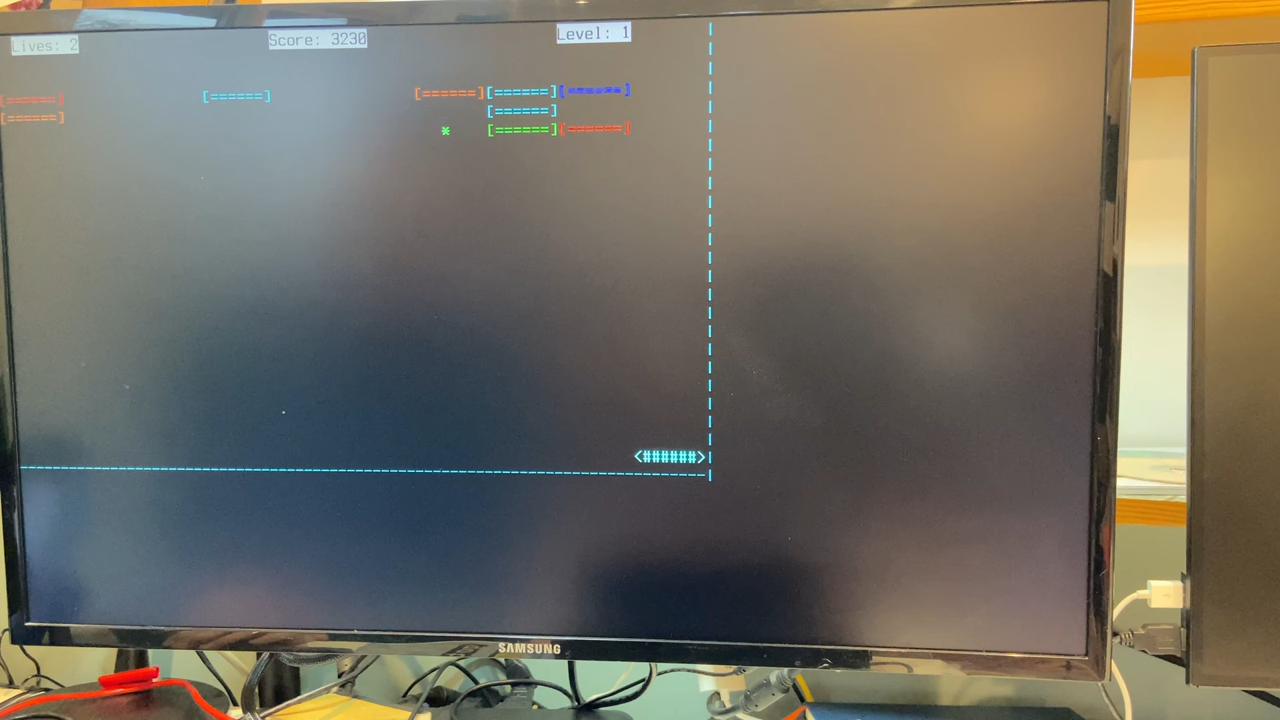 Lives: 2 Score: 3230 Level: 1
[======] [======] [======][======][======]
[======] [======]
* [======][======]
<######>
SAMSUNG